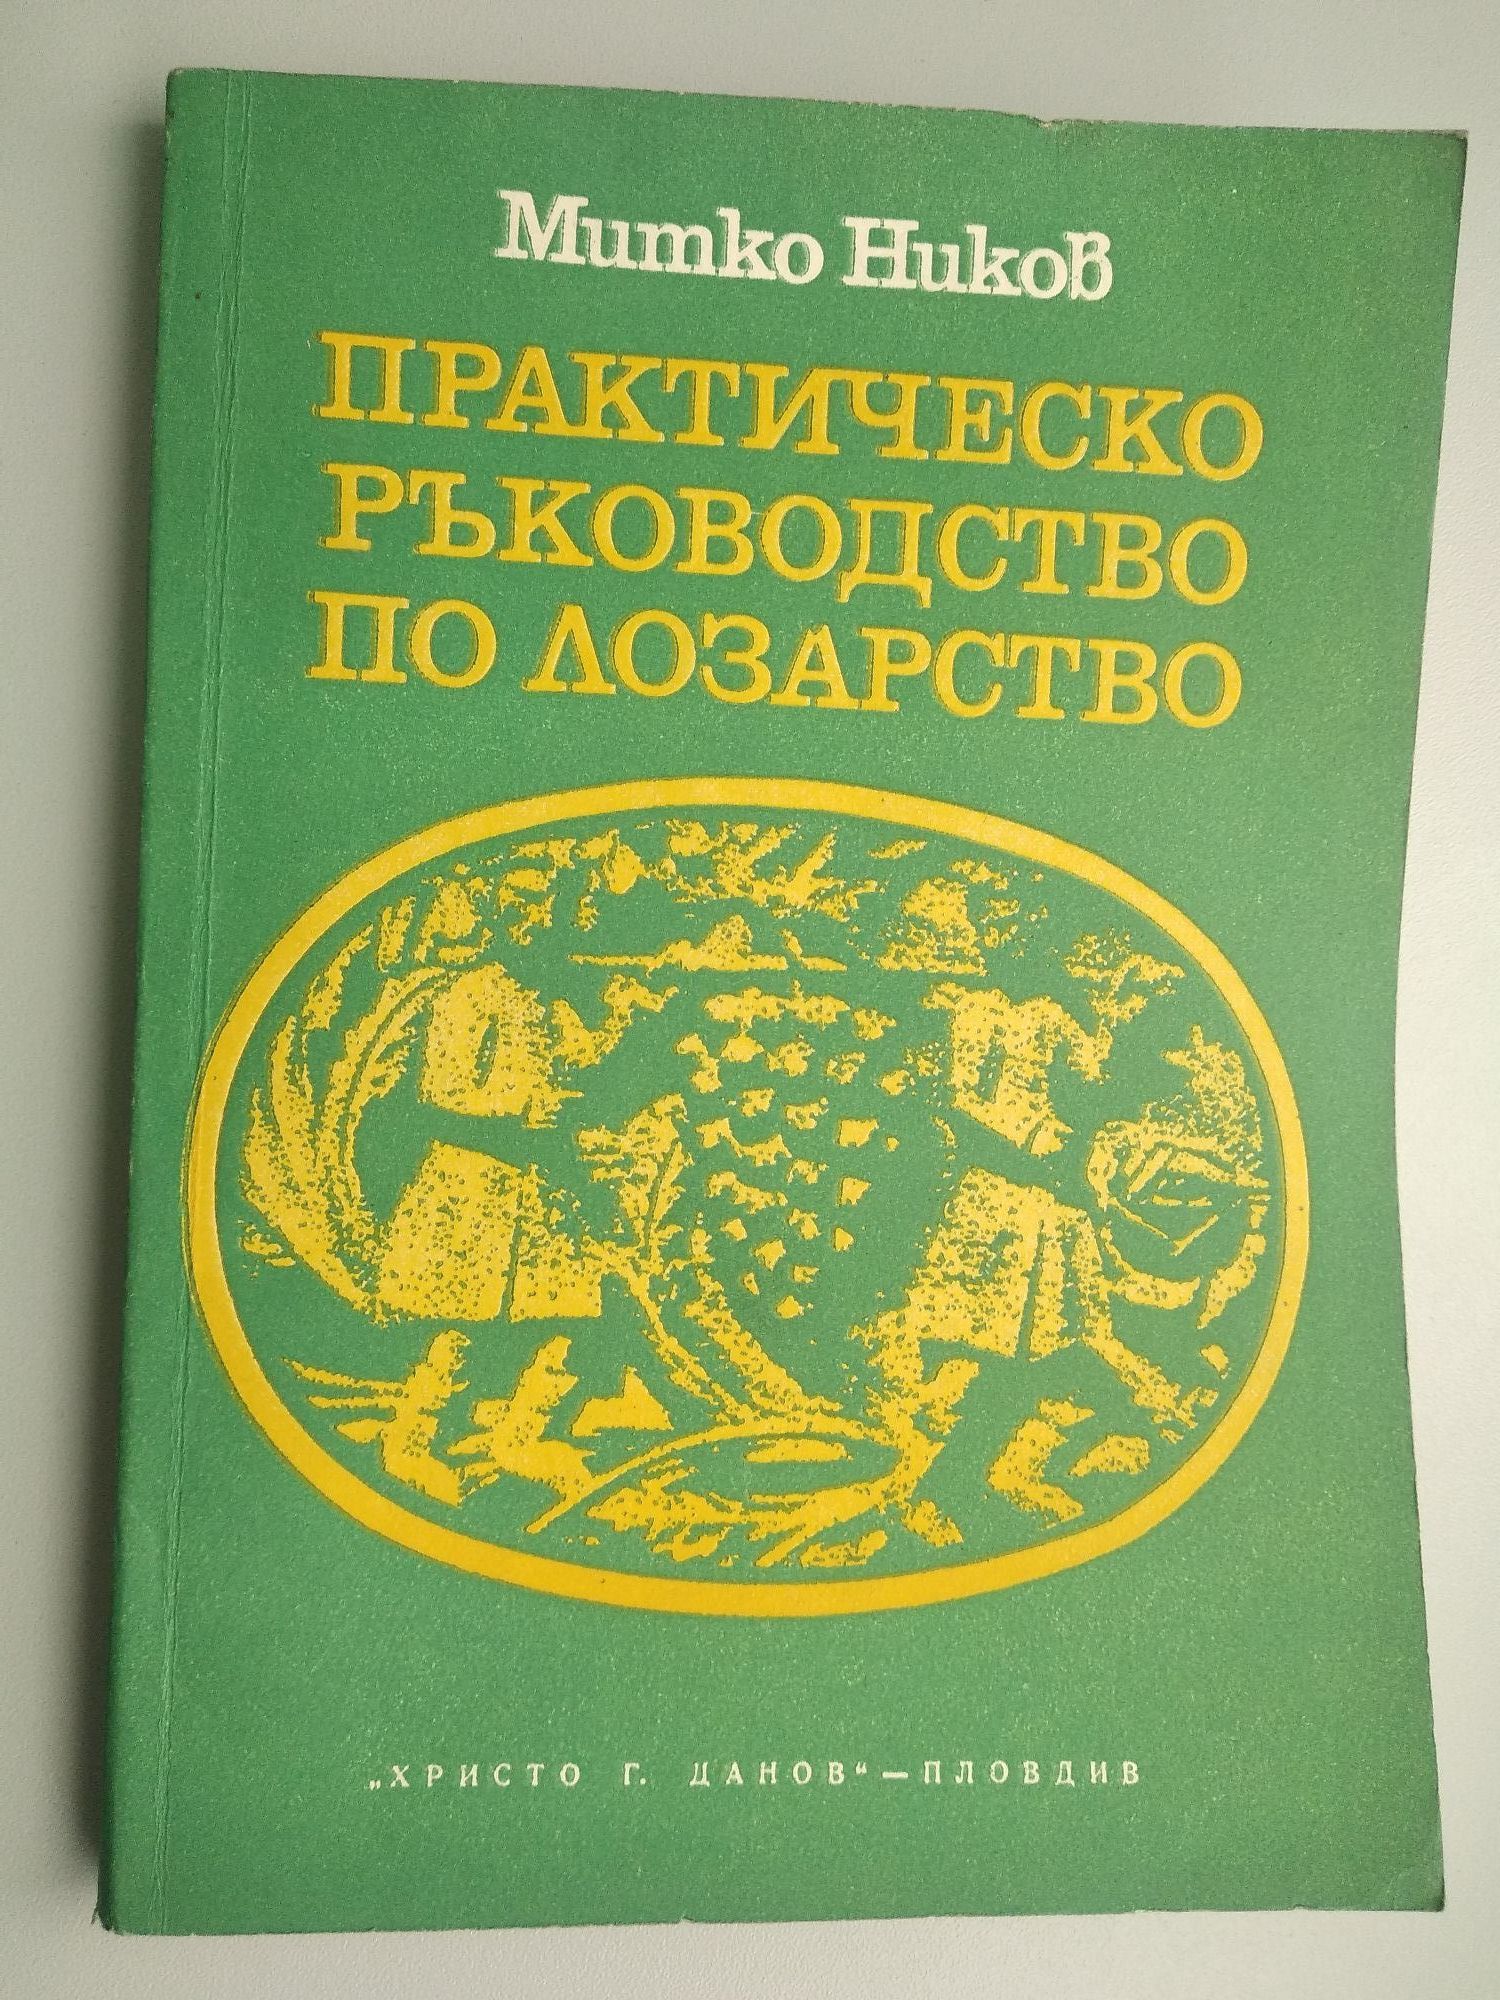 Митко Ников
ПРАКТИЧЕСКО
РЪКОВОДСТВО
ПО ЛОЗАРСТВО
„ХРИСТО Г. ДАНОВ“ — ПЛОВДИВ